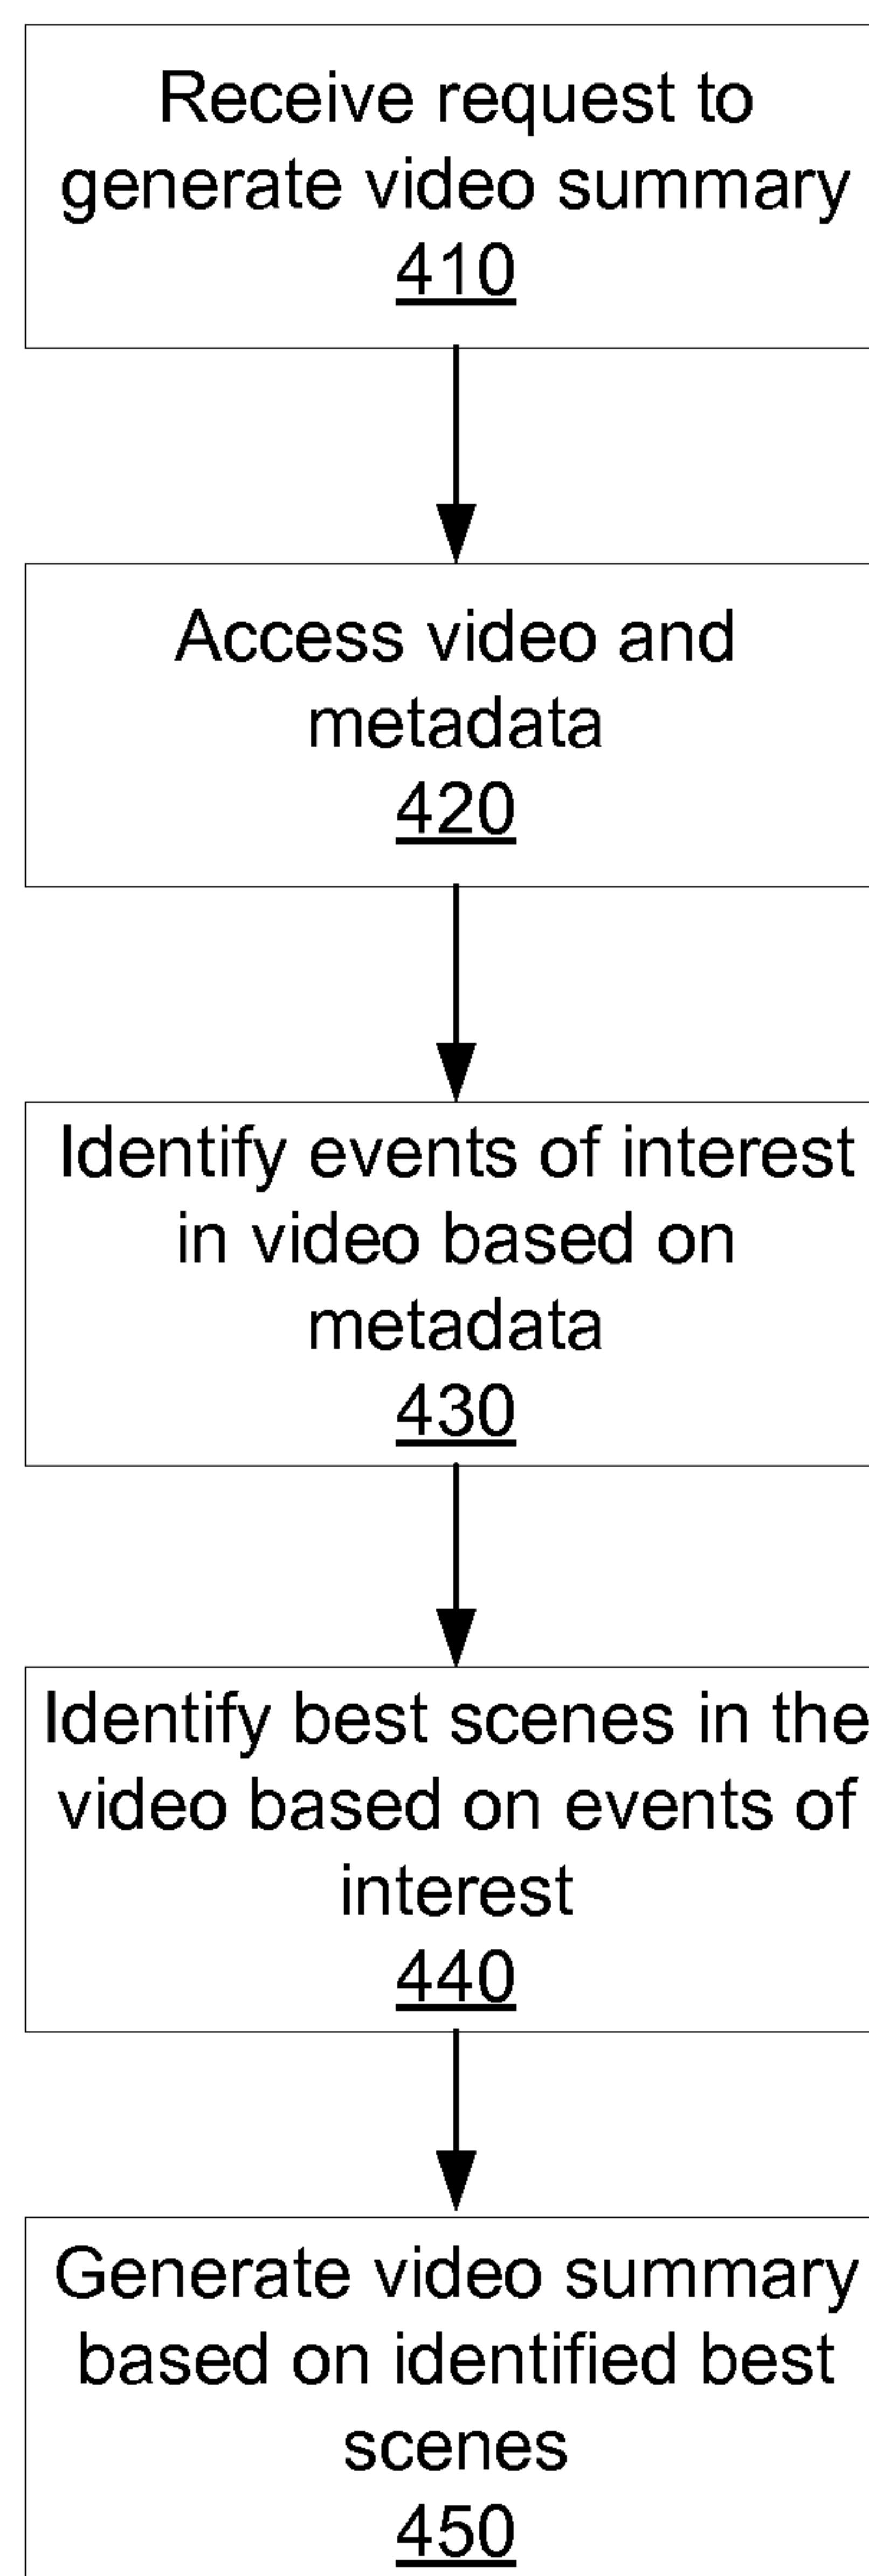 Receive request to
generate video summary
410
Access video and
metadata
420
Identify events of interest
in video based on
metadata
430
Identify best scenes in the
video based on events of
interest
440
Generate video summary
based on identified best
scenes
450